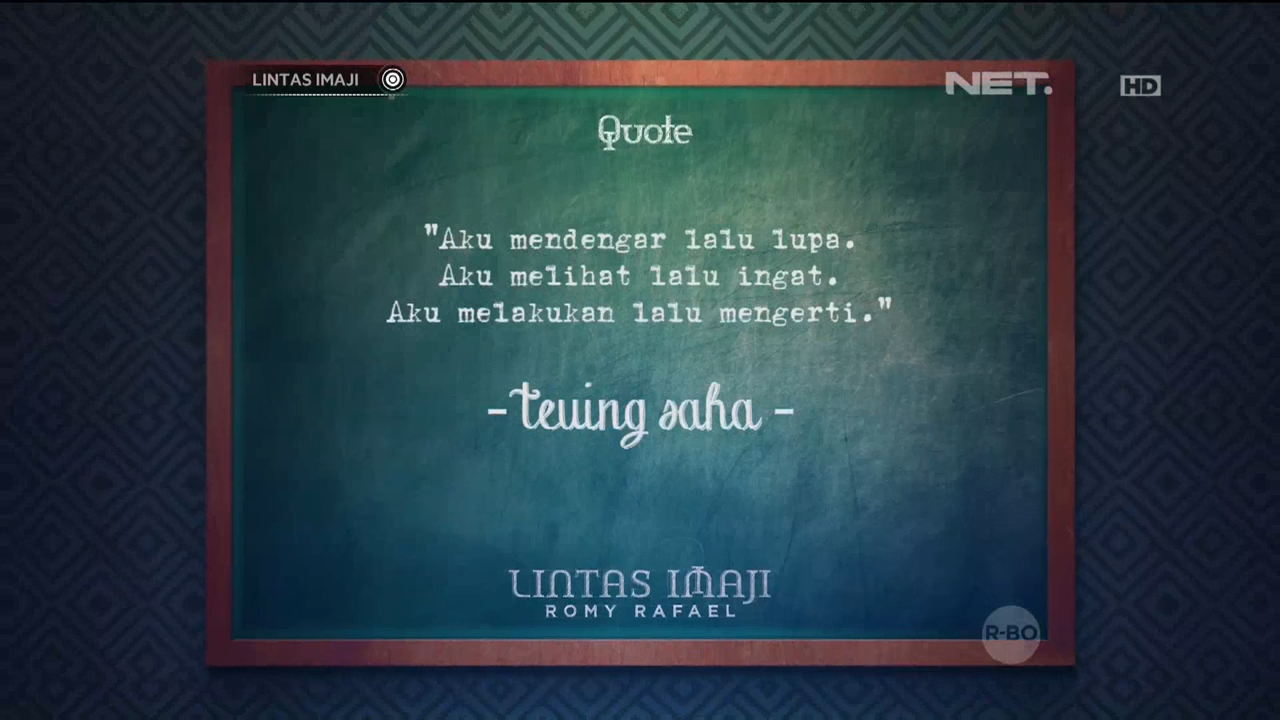 LINTAS IMAJI
NET.
HD
Quote
"Aku mendengar lalu lupa.
Aku melihat lalu ingat.
Aku melakukan lalu mengerti."
- teuing saha -
LINTAS IMAJI
ROMY RAFAEL
R-BO